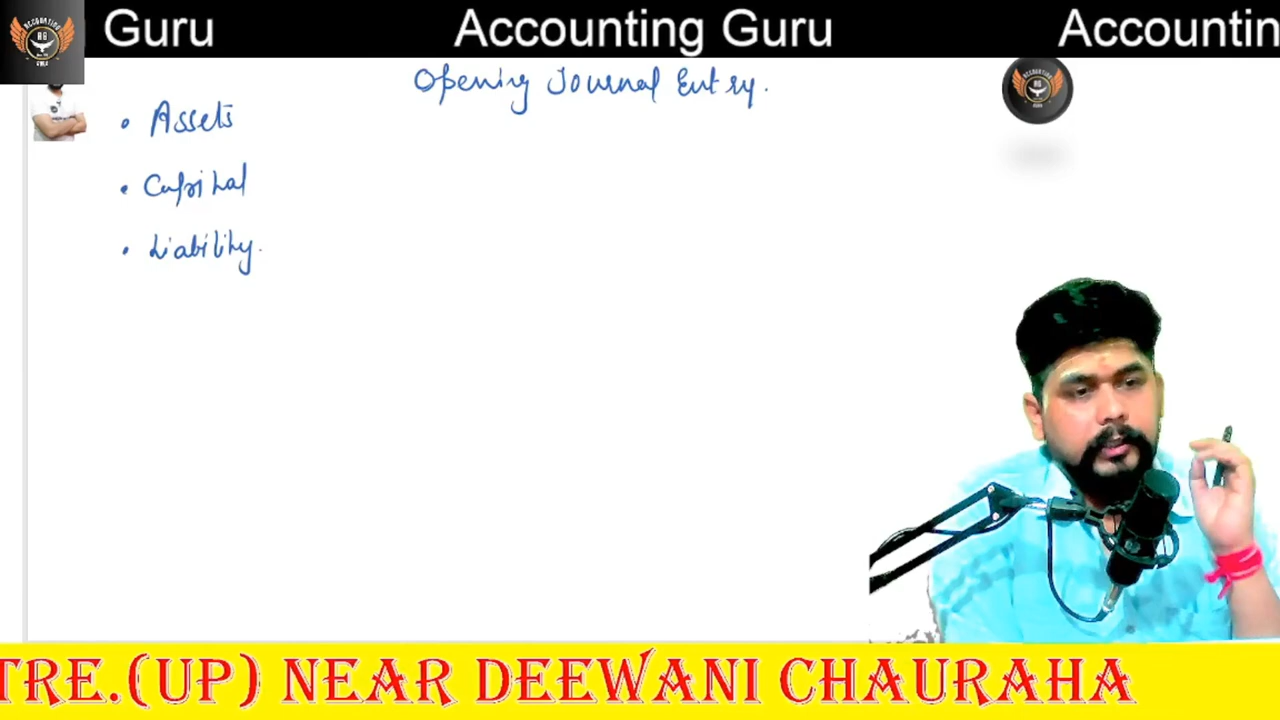 Guru
Accounting Guru
Accountin
Opening Journal Entry.
• Assets
• Capital
• Liability.
TRE.(UP) NEAR DEEWANI CHAURAHA